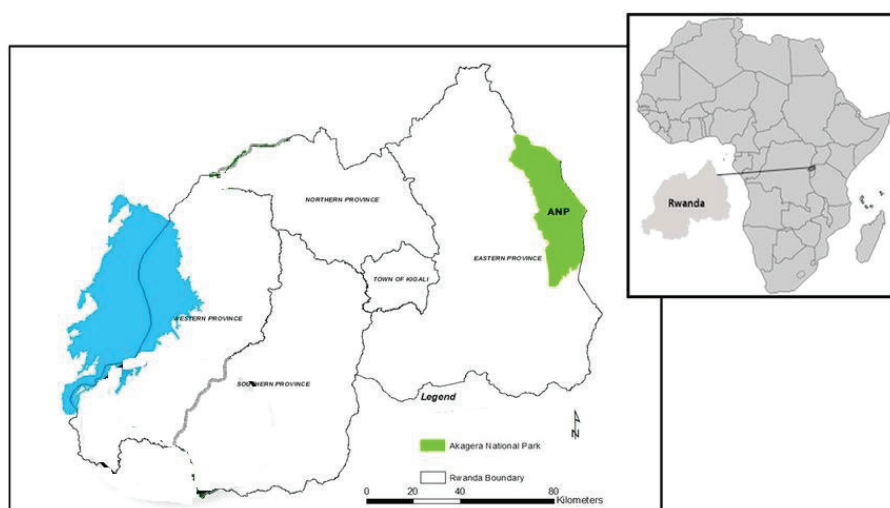 NORTHERN PROVINCE
ANP
EASTERN PROVINCE
TOWN OF KIGALI
WESTERN PROVINCE
SOUTHERN PROVINCE
Legend
N
Akagera National Park
Rwanda Boundary
0 20 40 80
Kilometers
Rwanda